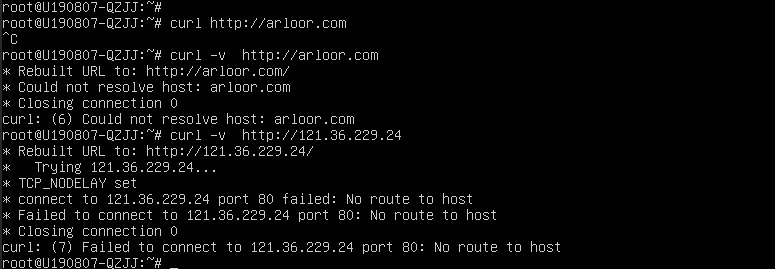 root@U190807-QZJJ:~#
root@U190807-QZJJ:~# curl http://arloor.com
^C
root@U190807-QZJJ:~# curl -v  http://arloor.com
* Rebuilt URL to: http://arloor.com/
* Could not resolve host: arloor.com
* Closing connection 0
curl: (6) Could not resolve host: arloor.com
root@U190807-QZJJ:~# curl -v  http://121.36.229.24
* Rebuilt URL to: http://121.36.229.24/
*   Trying 121.36.229.24...
* TCP_NODELAY set
* connect to 121.36.229.24 port 80 failed: No route to host
* Failed to connect to 121.36.229.24 port 80: No route to host
* Closing connection 0
curl: (7) Failed to connect to 121.36.229.24 port 80: No route to host
root@U190807-QZJJ:~# _